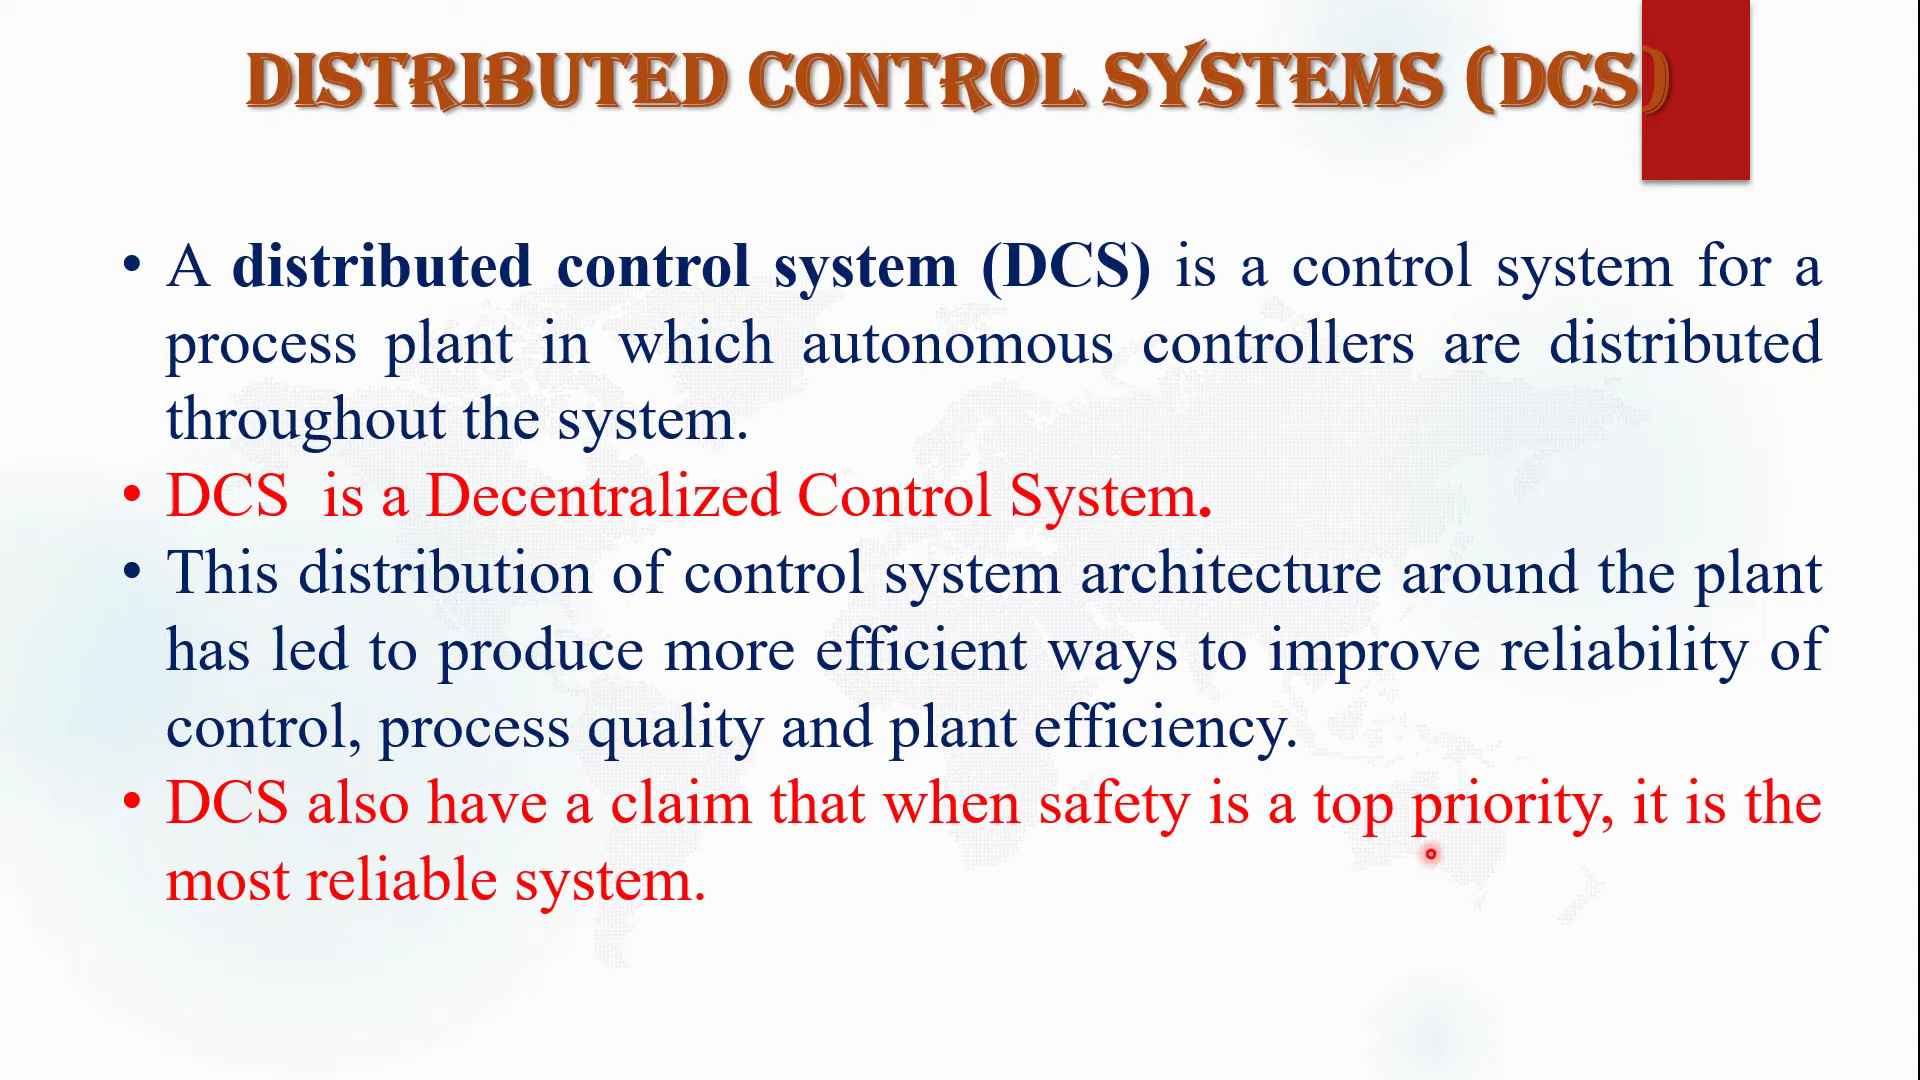 DISTRIBUTED CONTROL SYSTEMS (DCS)
• A distributed control system (DCS) is a control system for a
process plant in which autonomous controllers are distributed
throughout the system.
• DCS  is a Decentralized Control System.
• This distribution of control system architecture around the plant
has led to produce more efficient ways to improve reliability of
control, process quality and plant efficiency.
• DCS also have a claim that when safety is a top priority, it is the
most reliable system.